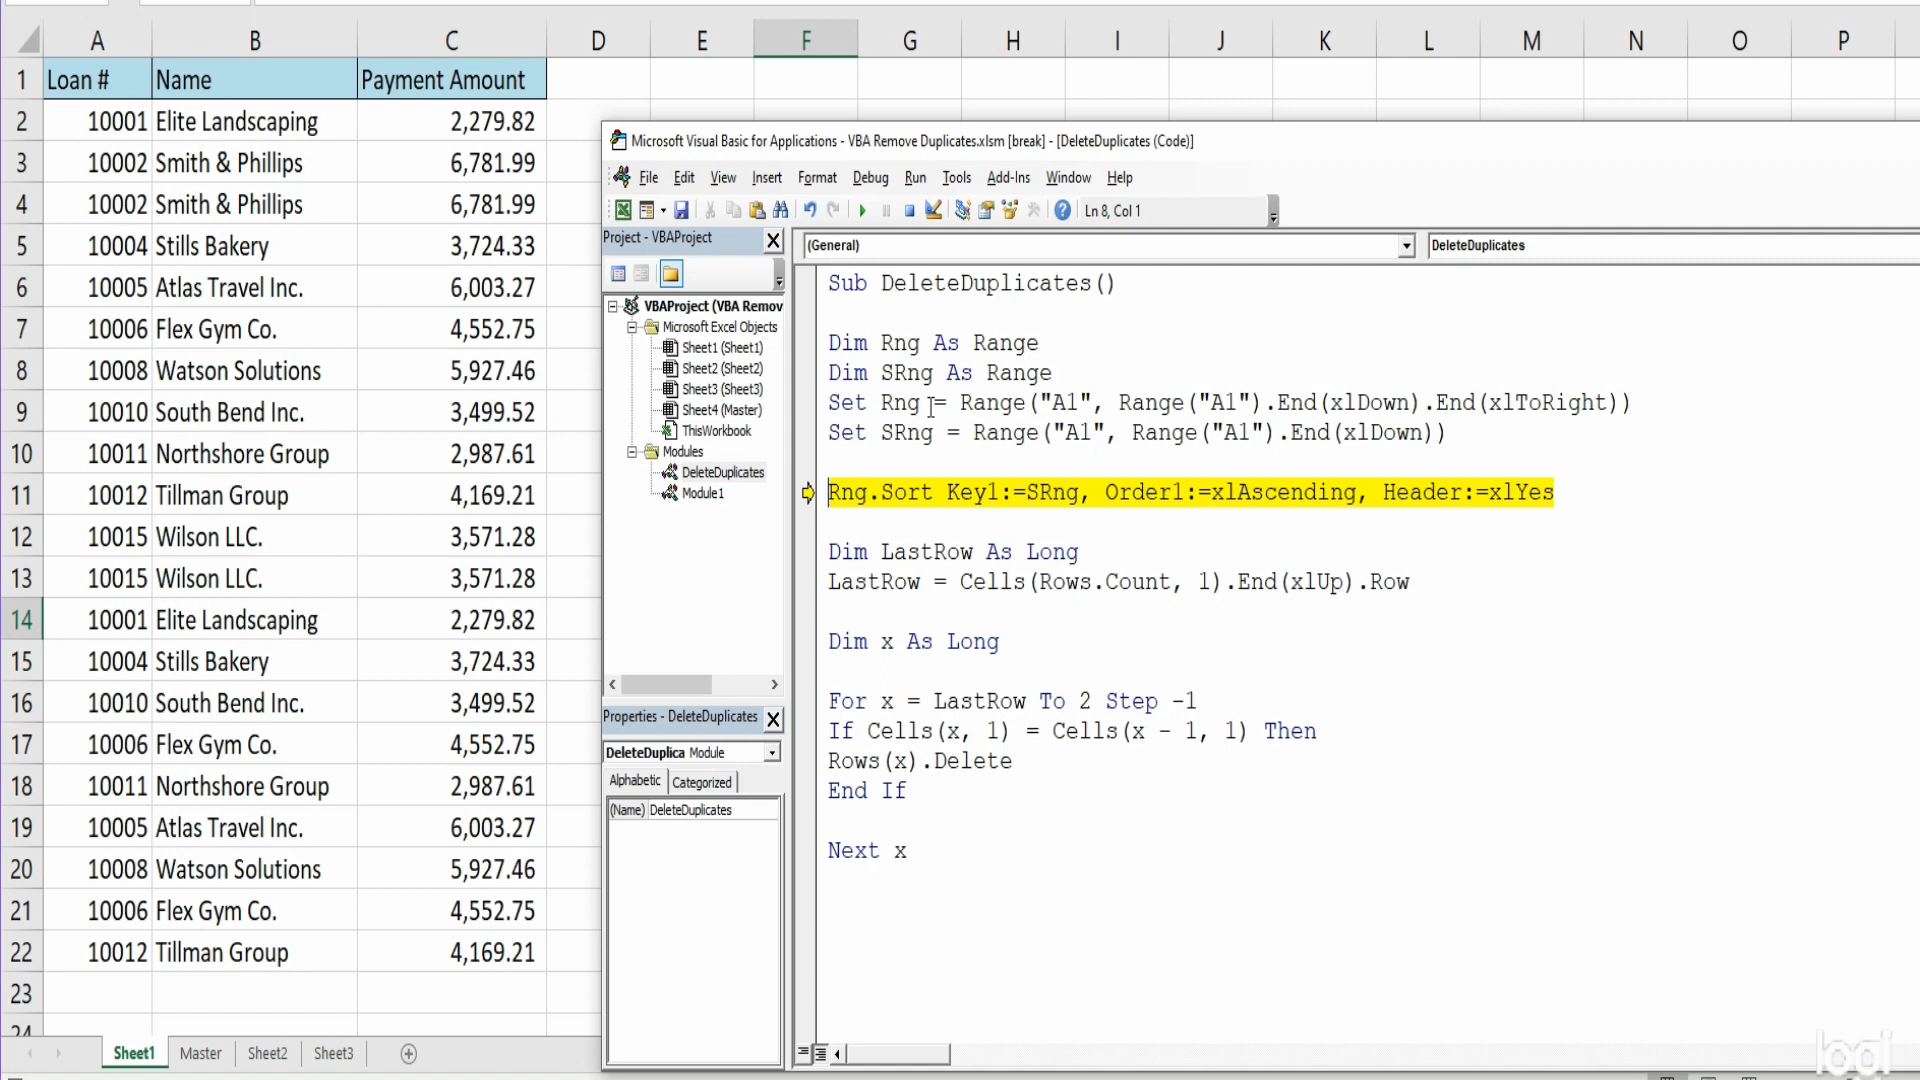 A B C D E F G H I J K L M N O P
1 Loan # Name Payment Amount
2 10001 Elite Landscaping 2,279.82
3 10002 Smith & Phillips 6,781.99
4 10002 Smith & Phillips 6,781.99
5 10004 Stills Bakery 3,724.33
6 10005 Atlas Travel Inc. 6,003.27
7 10006 Flex Gym Co. 4,552.75
8 10008 Watson Solutions 5,927.46
9 10010 South Bend Inc. 3,499.52
10 10011 Northshore Group 2,987.61
11 10012 Tillman Group 4,169.21
12 10015 Wilson LLC. 3,571.28
13 10015 Wilson LLC. 3,571.28
14 10001 Elite Landscaping 2,279.82
15 10004 Stills Bakery 3,724.33
16 10010 South Bend Inc. 3,499.52
17 10006 Flex Gym Co. 4,552.75
18 10011 Northshore Group 2,987.61
19 10005 Atlas Travel Inc. 6,003.27
20 10008 Watson Solutions 5,927.46
21 10006 Flex Gym Co. 4,552.75
22 10012 Tillman Group 4,169.21
23
24
Sheet1 Master Sheet2 Sheet3
Microsoft Visual Basic for Applications - VBA Remove Duplicates.xlsm [break] - [DeleteDuplicates (Code)]
File Edit View Insert Format Debug Run Tools Add-Ins Window Help
Ln 8, Col 1
Project - VBAProject
VBAProject (VBA Remov
Microsoft Excel Objects
Sheet1 (Sheet1)
Sheet2 (Sheet2)
Sheet3 (Sheet3)
Sheet4 (Master)
ThisWorkbook
Modules
DeleteDuplicates
Module1
Properties - DeleteDuplicates
DeleteDuplica Module
Alphabetic Categorized
(Name) DeleteDuplicates
(General) DeleteDuplicates
Sub DeleteDuplicates()
Dim Rng As Range
Dim SRng As Range
Set Rng = Range("A1", Range("A1").End(xlDown).End(xlToRight))
Set SRng = Range("A1", Range("A1").End(xlDown))
Rng.Sort Key1:=SRng, Order1:=xlAscending, Header:=xlYes
Dim LastRow As Long
LastRow = Cells(Rows.Count, 1).End(xlUp).Row
Dim x As Long
For x = LastRow To 2 Step -1
If Cells(x, 1) = Cells(x - 1, 1) Then
Rows(x).Delete
End If
Next x